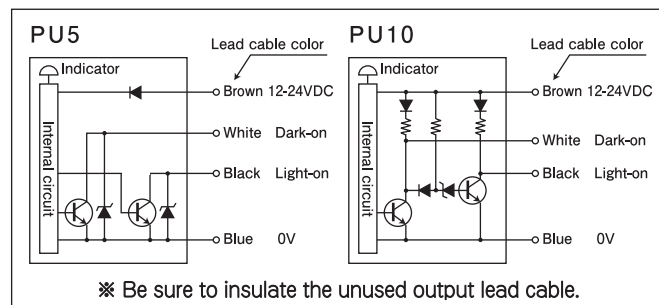 PU5
Lead cable color
Indicator
Internal circuit
Brown 12-24VDC
White Dark-on
Black Light-on
Blue 0V
PU10
Lead cable color
Indicator
Internal circuit
Brown 12-24VDC
White Dark-on
Black Light-on
Blue 0V
※ Be sure to insulate the unused output lead cable.